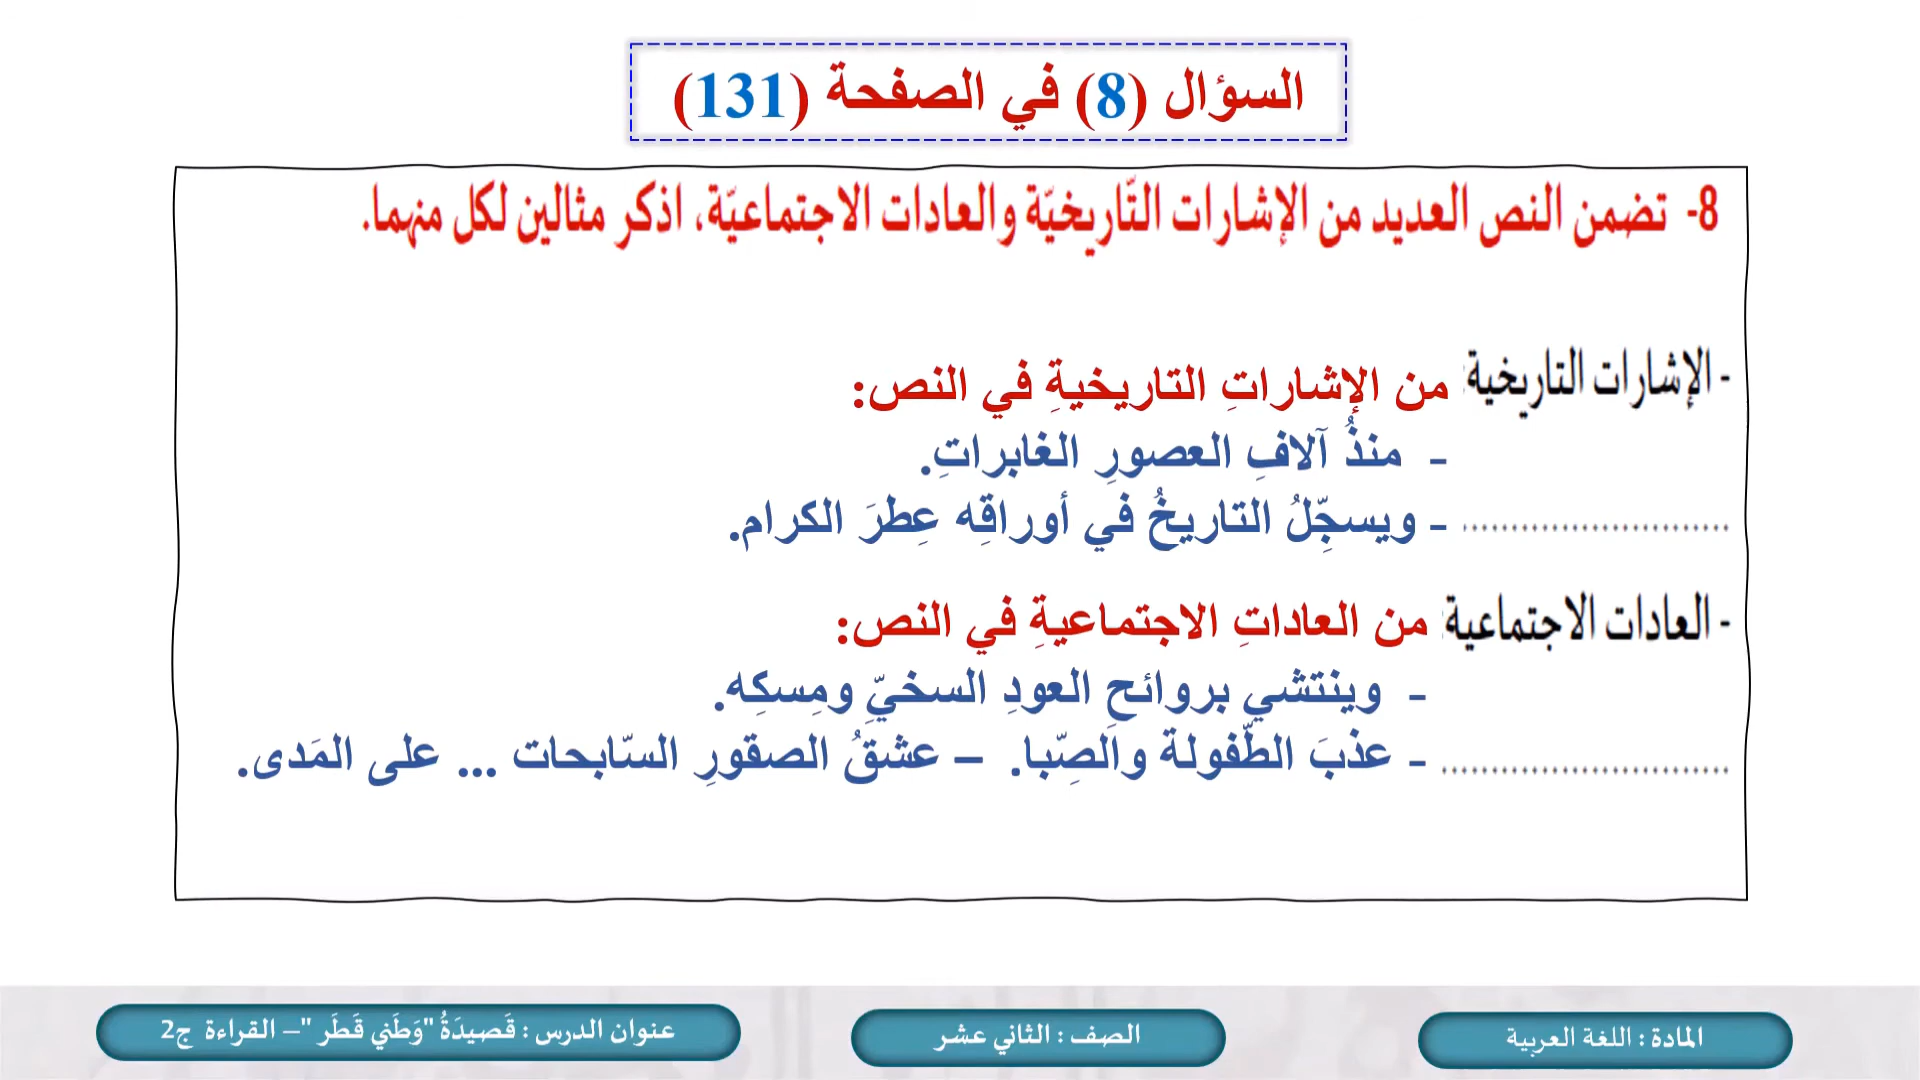 السؤال (8) في الصفحة (131)
8- تضمن النص العديد من الإشارات التّاريخيّة والعادات الاجتماعيّة، اذكر مثالين لكل منهما.
- الإشارات التاريخية: من الإشاراتِ التاريخيةِ في النص:
- منذُ آلافِ العصورِ الغابراتِ.
........................... - ويسجِّلُ التاريخُ في أوراقِه عِطرَ الكرام.
- العادات الاجتماعية: من العاداتِ الاجتماعيةِ في النص:
- وينتشي بروائحِ العودِ السخيّ ومِسكِه.
............................. - عذبَ الطّفولة والصِّبا. – عشقُ الصقورِ السّابحات ... على المَدى.
المادة : اللغة العربية
الصف : الثاني عشر
عنوان الدرس : قَصيدَةُ "وَطَني قَطَر "– القراءة ج2